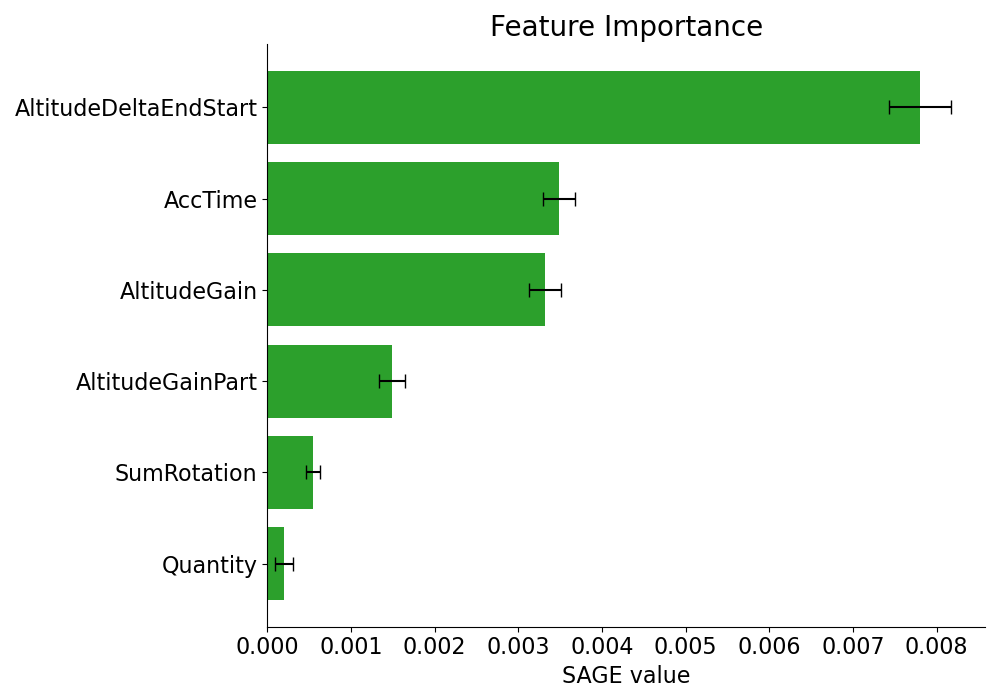 Feature Importance
AltitudeDeltaEndStart
AccTime
AltitudeGain
AltitudeGainPart
SumRotation
Quantity
0.000 0.001 0.002 0.003 0.004 0.005 0.006 0.007 0.008
SAGE value